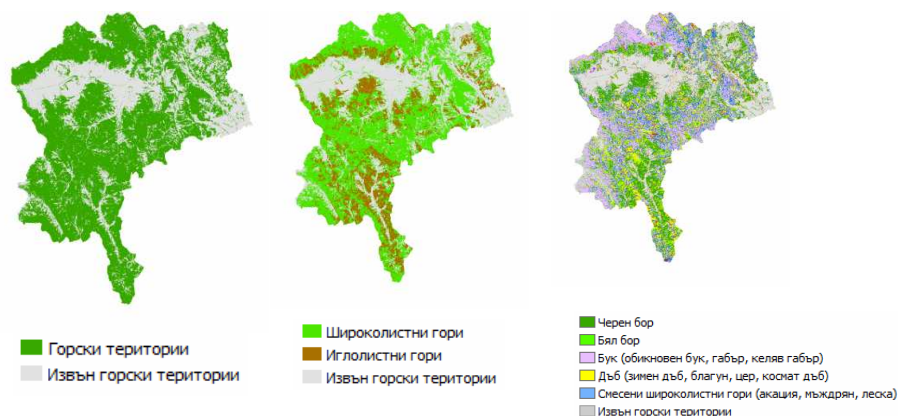 Горски територии
Извън горски територии
Широколистни гори
Иглолистни гори
Извън горски територии
Черен бор
Бял бор
Бук (обикновен бук, габър, келяв габър)
Дъб (зимен дъб, благун, цер, космат дъб)
Смесени широколистни гори (акация, мъждрян, леска)
Извън горски територии